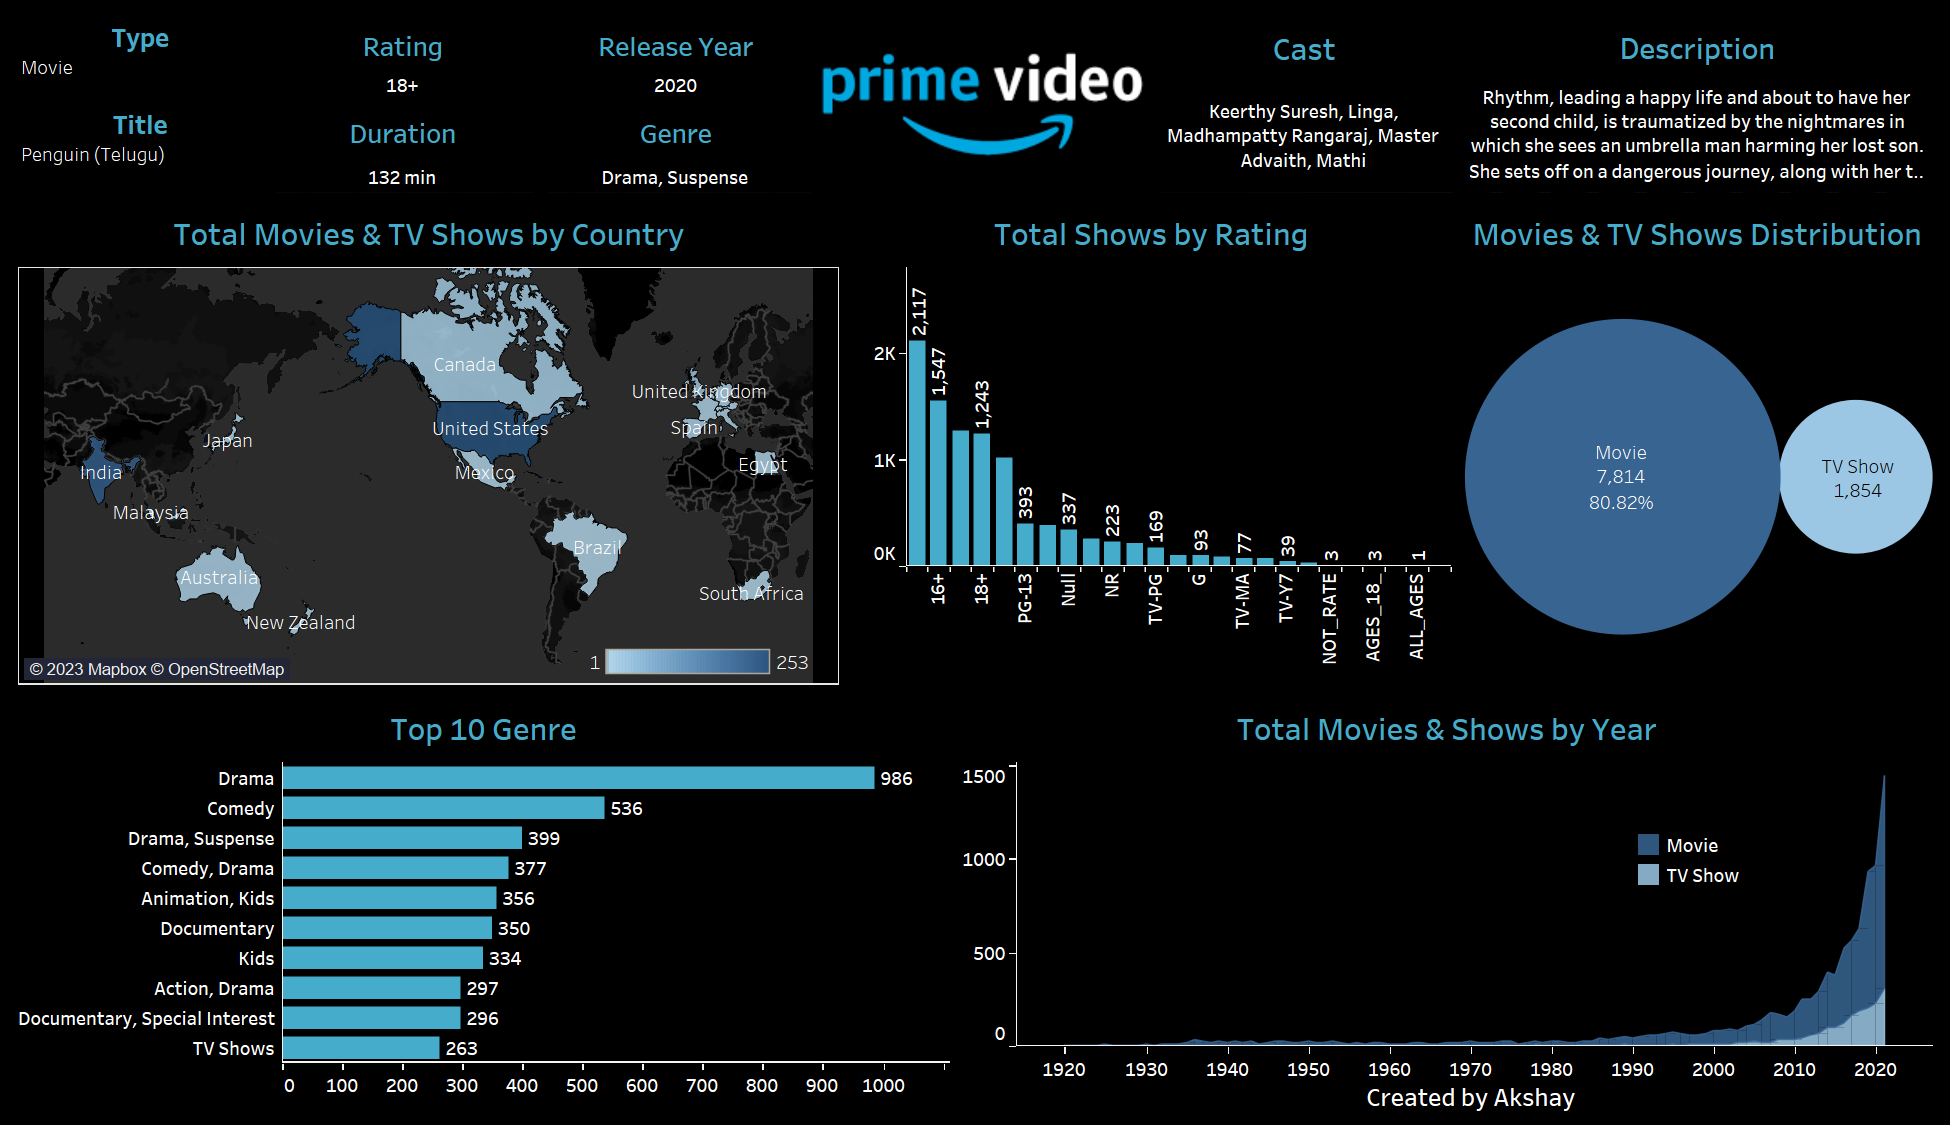 Type
Movie
Title
Penguin (Telugu)
Rating
18+
Duration
132 min
Release Year
2020
Genre
Drama, Suspense
prime video
Cast
Keerthy Suresh, Linga,
Madhampatty Rangaraj, Master
Advaith, Mathi
Description
Rhythm, leading a happy life and about to have her
second child, is traumatized by the nightmares in
which she sees an umbrella man harming her lost son.
She sets off on a dangerous journey, along with her t..
Total Movies & TV Shows by Country
Canada
United Kingdom
United States
Spain
Japan
Egypt
India
Mexico
Malaysia
Brazil
Australia
South Africa
New Zealand
1
253
© 2023 Mapbox © OpenStreetMap
Total Shows by Rating
2K
1K
0K
2,117
1,547
1,243
393
337
223
169
93
77
39
3
3
1
16+
18+
PG-13
Null
NR
TV-PG
G
TV-MA
TV-Y7
NOT_RATE
AGES_18_
ALL_AGES
Movies & TV Shows Distribution
Movie
7,814
80.82%
TV Show
1,854
Top 10 Genre
Drama 986
Comedy 536
Drama, Suspense 399
Comedy, Drama 377
Animation, Kids 356
Documentary 350
Kids 334
Action, Drama 297
Documentary, Special Interest 296
TV Shows 263
0 100 200 300 400 500 600 700 800 900 1000
Total Movies & Shows by Year
1500
1000
500
0
Movie
TV Show
1920 1930 1940 1950 1960 1970 1980 1990 2000 2010 2020
Created by Akshay